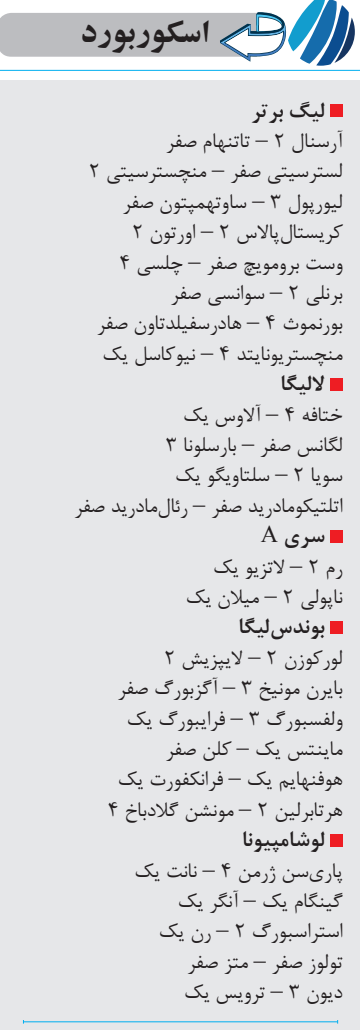 اسکوربورد
لیگ برتر
آرسنال ۲ – تاتنهام صفر
لسترسیتی صفر – منچسترسیتی ۲
لیورپول ۳ – ساوتهمپتون صفر
کریستال‌پالاس ۲ – اورتون ۲
وست برومویچ صفر – چلسی ۴
برنلی ۲ – سوانسی صفر
بورنموث ۴ – هادرسفیلدتاون صفر
منچستریونایتد ۴ – نیوکاسل یک
لالیگا
ختافه ۴ – آلاوس یک
لگانس صفر – بارسلونا ۳
سویا ۲ – سلتاویگو یک
اتلتیکومادرید صفر – رئال‌مادرید صفر
سری A
رم ۲ – لاتزیو یک
ناپولی ۲ – میلان یک
بوندس‌لیگا
لورکوزن ۲ – لایپزیش ۲
بایرن مونیخ ۳ – آگزبورگ صفر
ولفسبورگ ۳ – فرایبورگ یک
ماینتس یک – کلن صفر
هوفنهایم یک – فرانکفورت یک
هرتابرلین ۲ – مونشن گلادباخ ۴
لوشامپیونا
پاری‌سن ژرمن ۴ – نانت یک
گینگام یک – آنگر یک
استراسبورگ ۲ – رن یک
تولوز صفر – متز صفر
دیون ۳ – ترویس یک